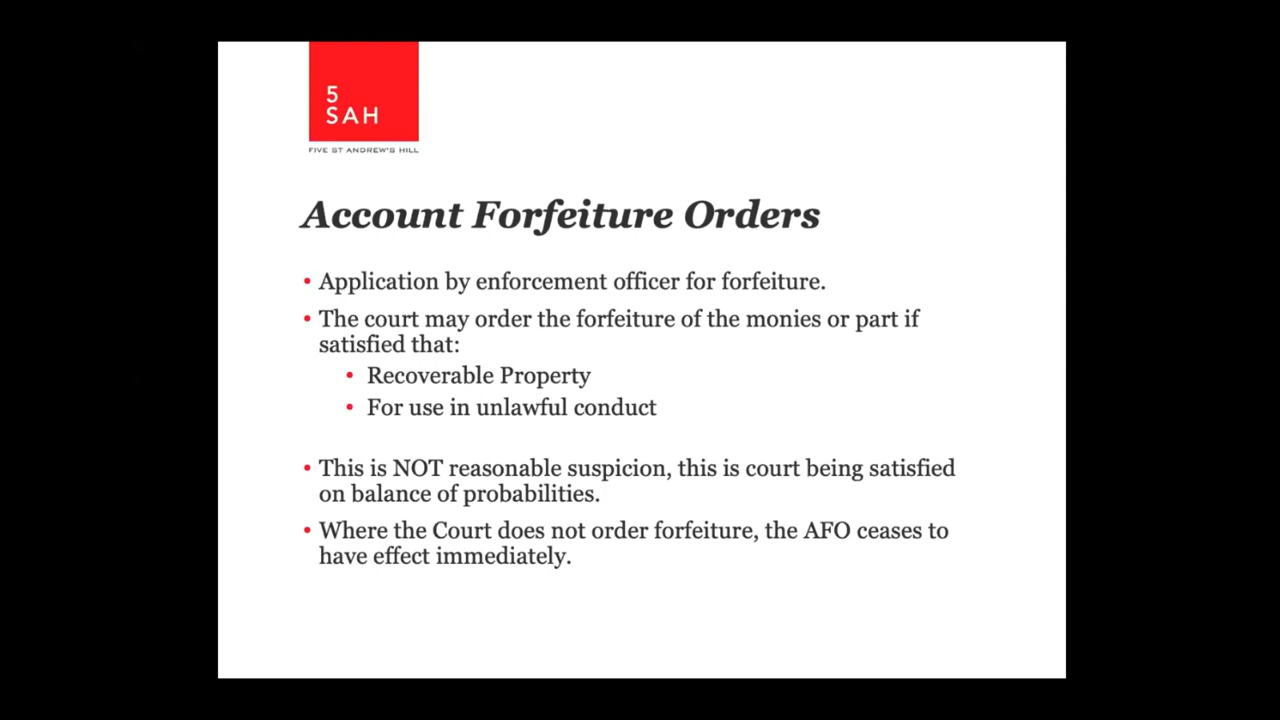 5
SAH
FIVE ST ANDREW'S HILL
Account Forfeiture Orders
• Application by enforcement officer for forfeiture.
• The court may order the forfeiture of the monies or part if
satisfied that:
• Recoverable Property
• For use in unlawful conduct
• This is NOT reasonable suspicion, this is court being satisfied
on balance of probabilities.
• Where the Court does not order forfeiture, the AFO ceases to
have effect immediately.